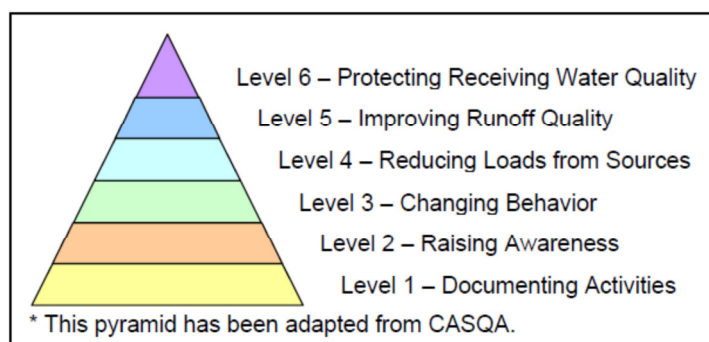 Level 6 – Protecting Receiving Water Quality
Level 5 – Improving Runoff Quality
Level 4 – Reducing Loads from Sources
Level 3 – Changing Behavior
Level 2 – Raising Awareness
Level 1 – Documenting Activities
* This pyramid has been adapted from CASQA.